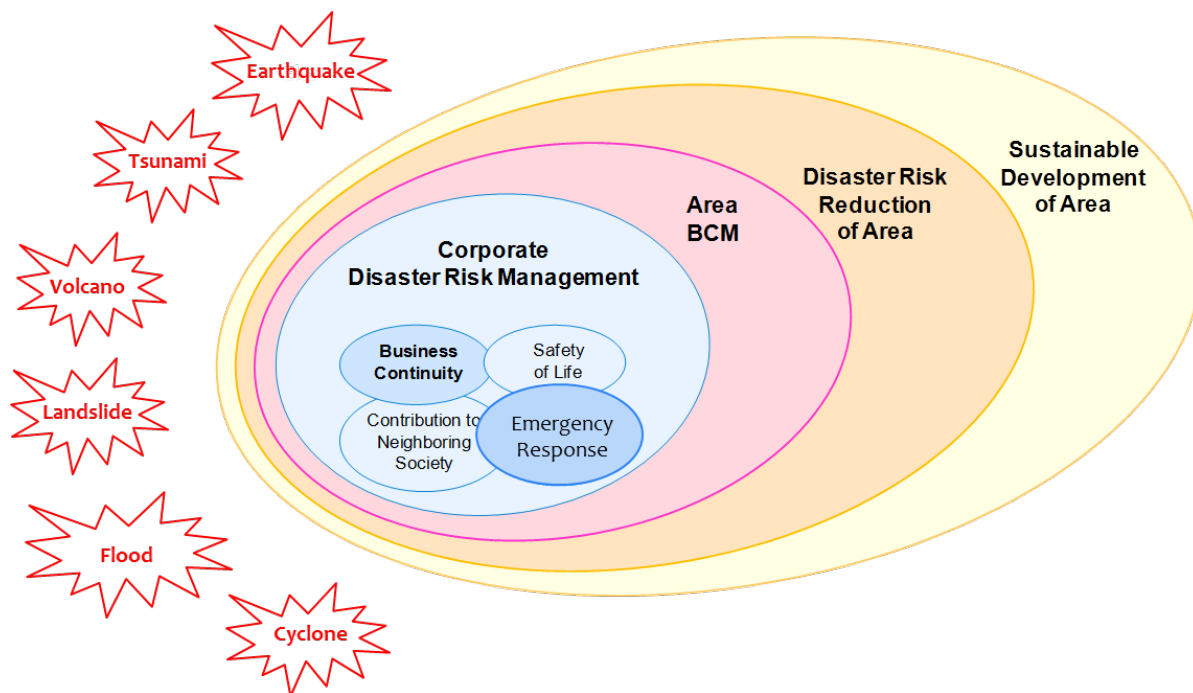 Earthquake
Tsunami
Volcano
Landslide
Flood
Cyclone
Sustainable
Development
of Area
Disaster Risk
Reduction
of Area
Area
BCM
Corporate
Disaster Risk Management
Business
Continuity
Safety
of Life
Contribution to
Neighboring
Society
Emergency
Response